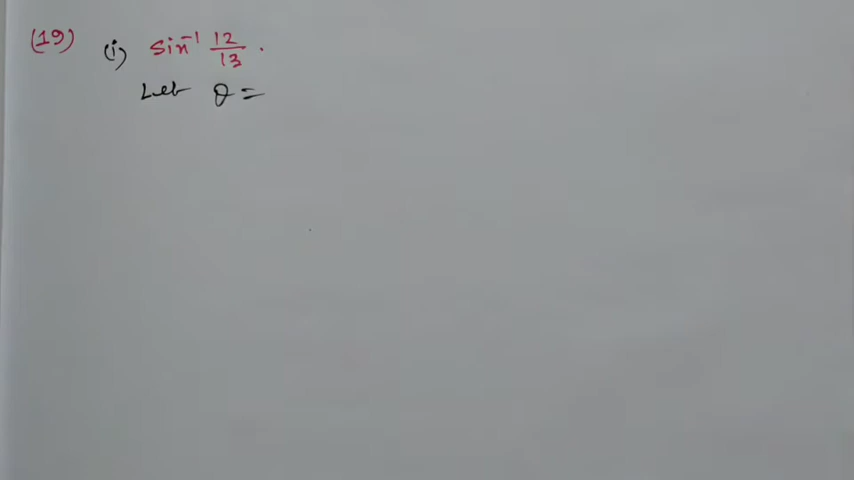 (19) (i) sin⁻¹ 12/13 .
Let θ =